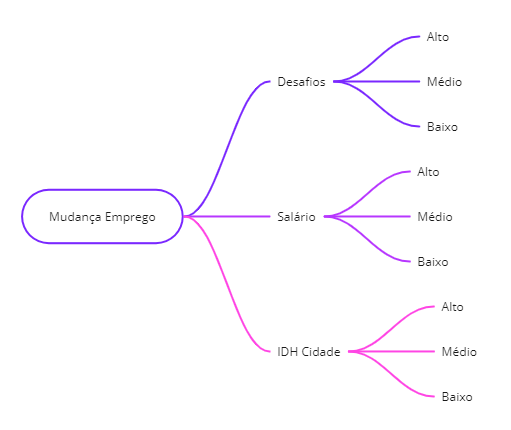 Mudança Emprego
Desafios
Alto
Médio
Baixo
Salário
Alto
Médio
Baixo
IDH Cidade
Alto
Médio
Baixo